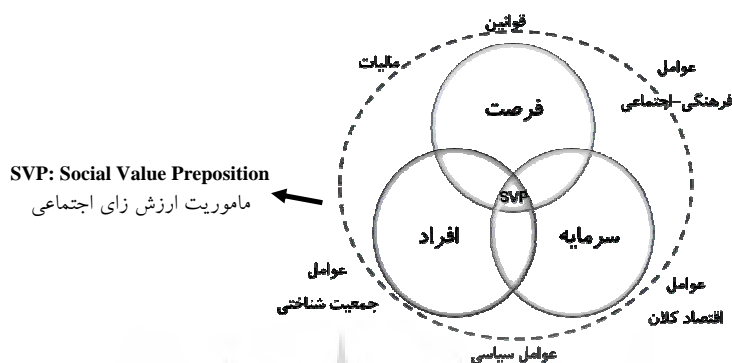 قوانین
مالیات
عوامل
فرهنگی-اجتماعی
فرصت
SVP: Social Value Preposition
ماموریت ارزش زای اجتماعی
SVP
افراد
سرمایه
عوامل
جمعیت شناختی
عوامل
اقتصاد کلان
عوامل سیاسی